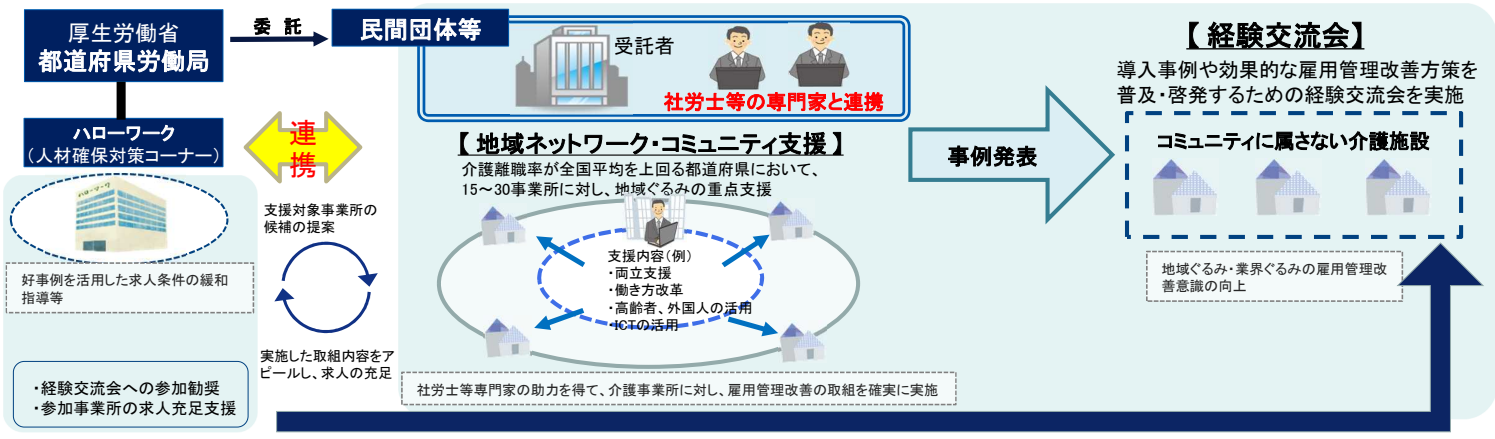 厚生労働省
都道府県労働局
委 託
民間団体等
受託者
社労士等の専門家と連携
ハローワーク
(人材確保対策コーナー)
連
携
ハローワーク
好事例を活用した求人条件の緩和
指導等
・経験交流会への参加勧奨
・参加事業所の求人充足支援
支援対象事業所の
候補の提案
実施した取組内容をア
ピールし、求人の充足
【 地域ネットワーク・コミュニティ支援 】
介護離職率が全国平均を上回る都道府県において、
15～30事業所に対し、地域ぐるみの重点支援
支援内容(例)
・両立支援
・働き方改革
・高齢者、外国人の活用
・ICTの活用
社労士等専門家の助力を得て、介護事業所に対し、雇用管理改善の取組を確実に実施
事例発表
【 経験交流会】
導入事例や効果的な雇用管理改善方策を
普及・啓発するための経験交流会を実施
コミュニティに属さない介護施設
地域ぐるみ・業界ぐるみの雇用管理改
善意識の向上